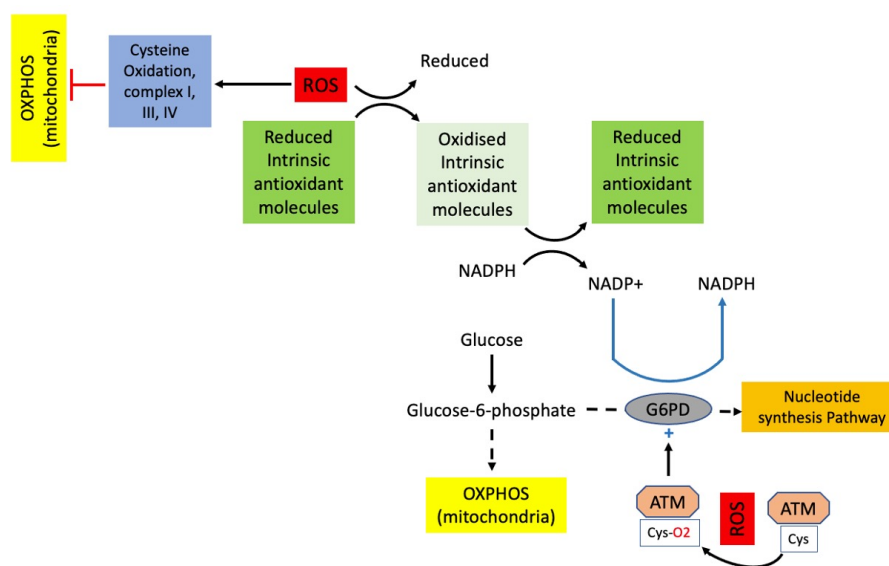 OXPHOS
(mitochondria)
Cysteine
Oxidation,
complex I,
III, IV
ROS
Reduced
Reduced
Intrinsic
antioxidant
molecules
Oxidised
Intrinsic
antioxidant
molecules
Reduced
Intrinsic
antioxidant
molecules
NADPH
NADP+
NADPH
Glucose
Glucose-6-phosphate
G6PD
Nucleotide
synthesis Pathway
+
OXPHOS
(mitochondria)
ATM
Cys-O2
ROS
ATM
Cys